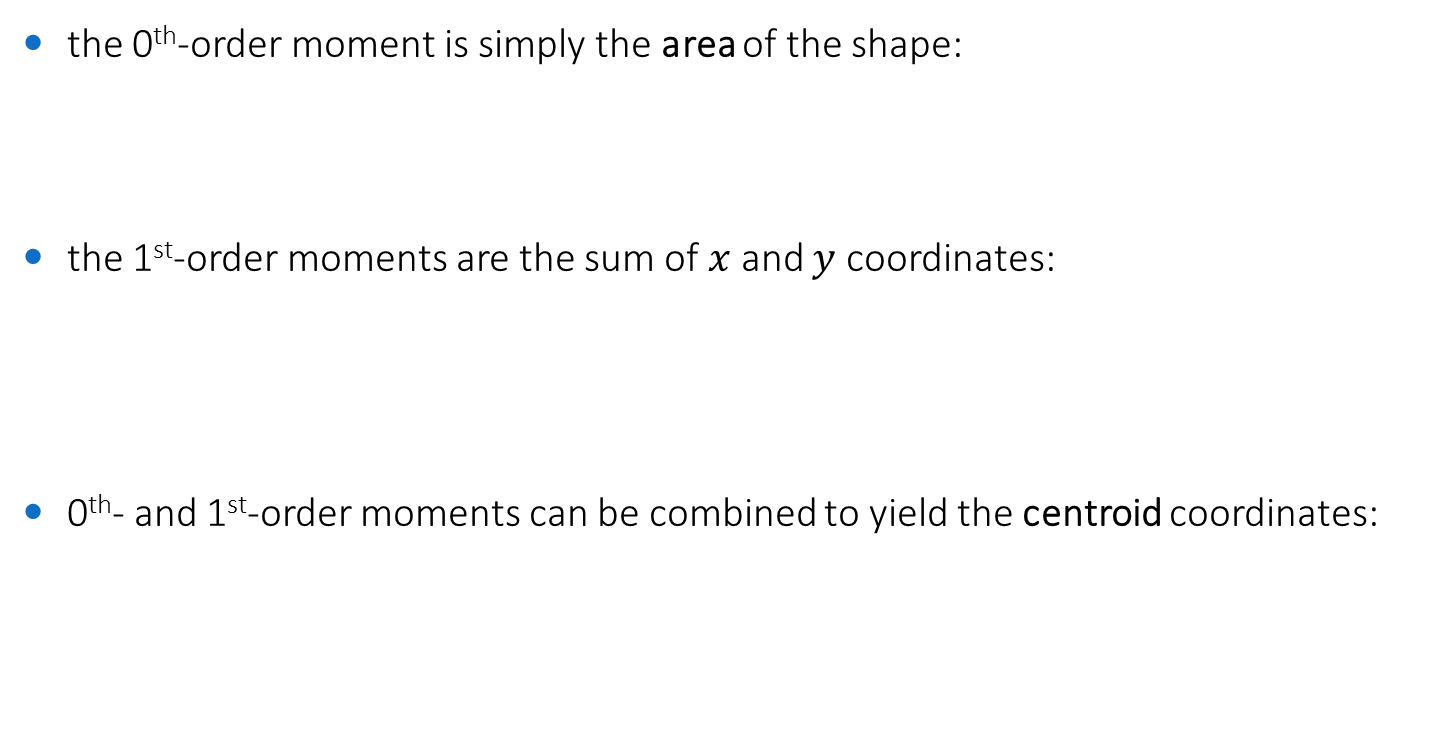 • the 0th-order moment is simply the area of the shape:
• the 1st-order moments are the sum of x and y coordinates:
• 0th- and 1st-order moments can be combined to yield the centroid coordinates: